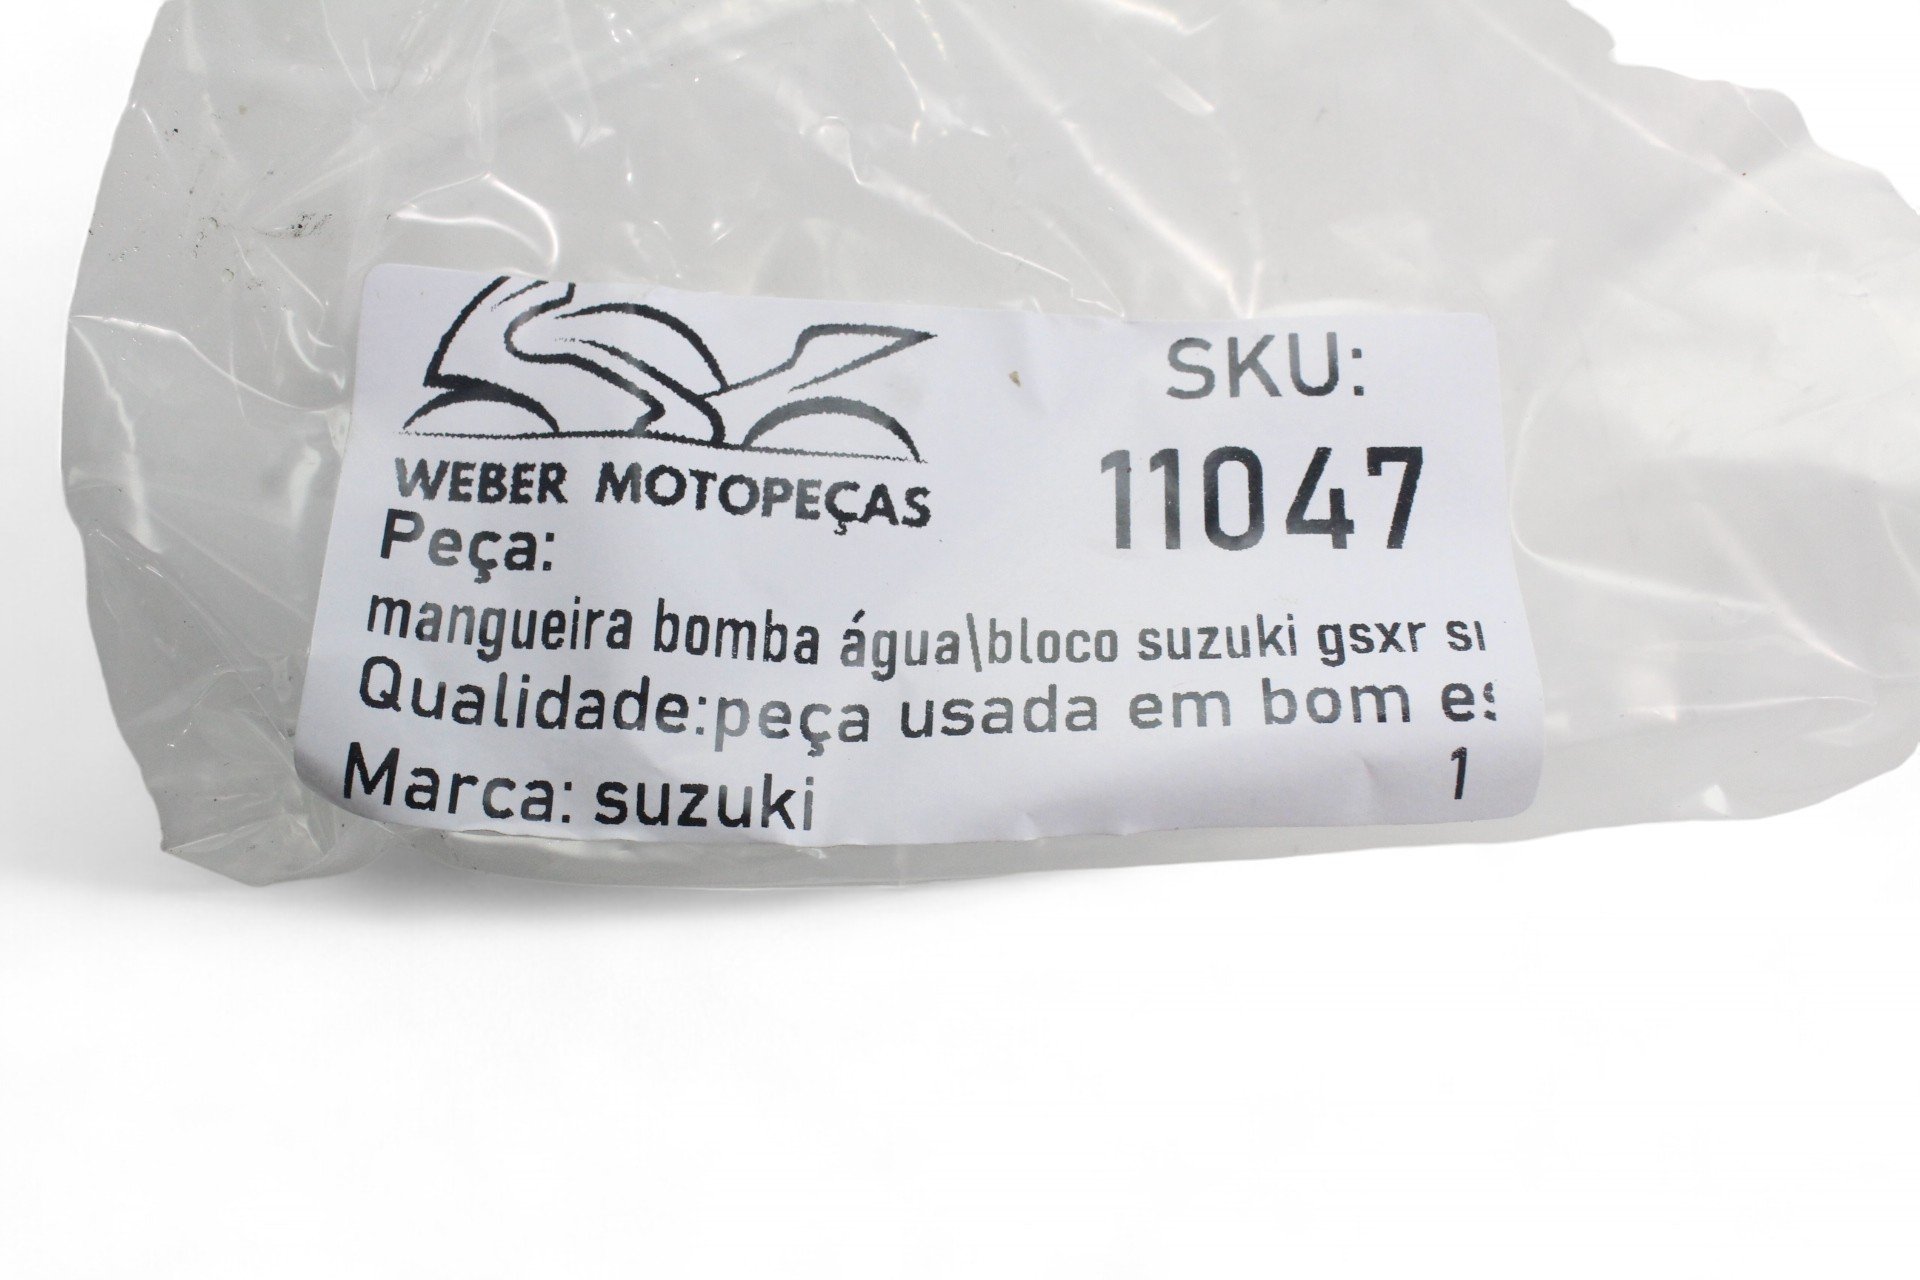 SKU:
11047
WEBER MOTOPEÇAS
Peça:
mangueira bomba água\bloco suzuki gsxr
Qualidade:peça usada em bom
Marca: suzuki
1